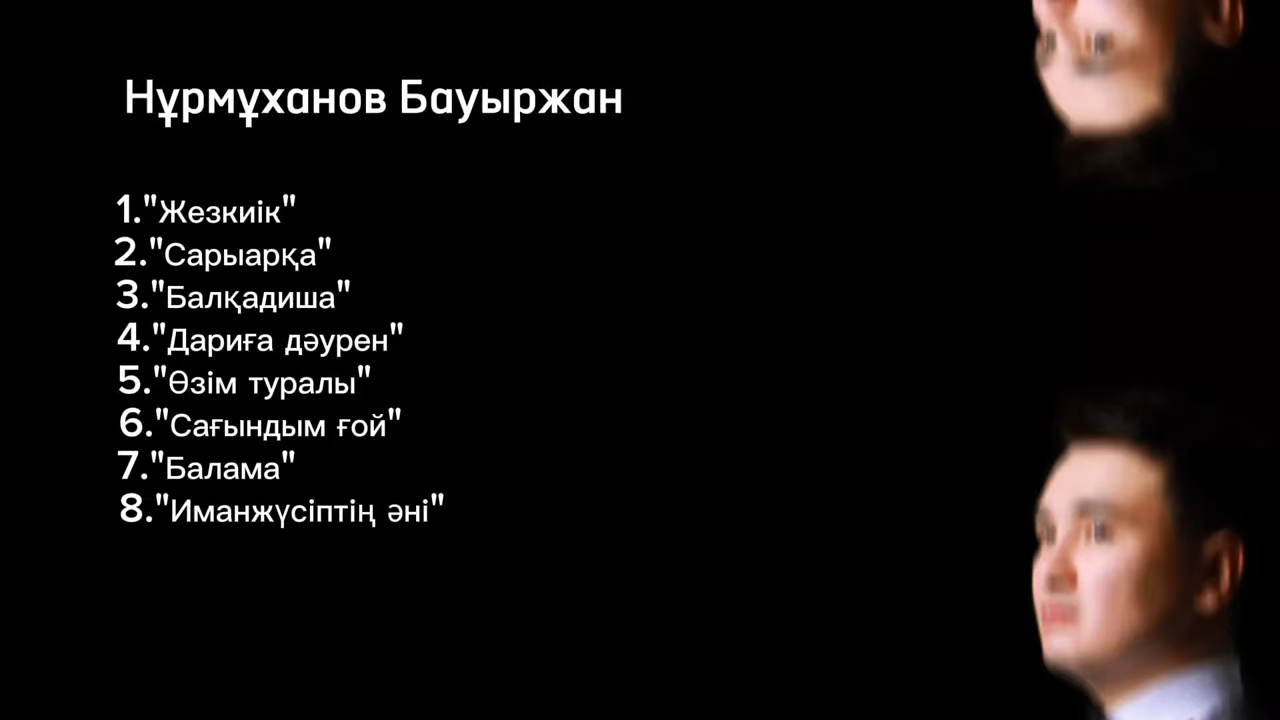 Нұрмұханов Бауыржан
1."Жезкиік"
2."Сарыарқа"
3."Балқадиша"
4."Дариға дәурен"
5."Өзім туралы"
6."Сағындым ғой"
7."Балама"
8."Иманжүсіптің әні"